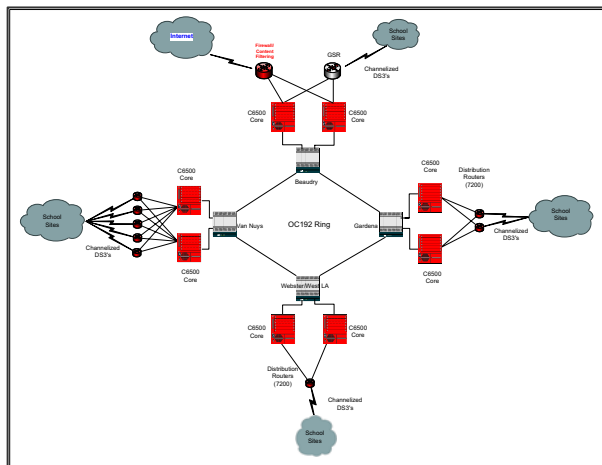 Internet
Firewall/
Content
Filtering
GSR
School
Sites
Channelized
DS3's
C6500
Core
C6500
Core
Beaudry
C6500
Core
C6500
Core
Distribution
Routers
(7200)
School
Sites
Van Nuys
OC192 Ring
Gardena
School
Sites
Channelized
DS3's
Channelized
DS3's
C6500
Core
C6500
Core
Webster/West LA
C6500
Core
C6500
Core
Distribution
Routers
(7200)
Channelized
DS3's
School
Sites